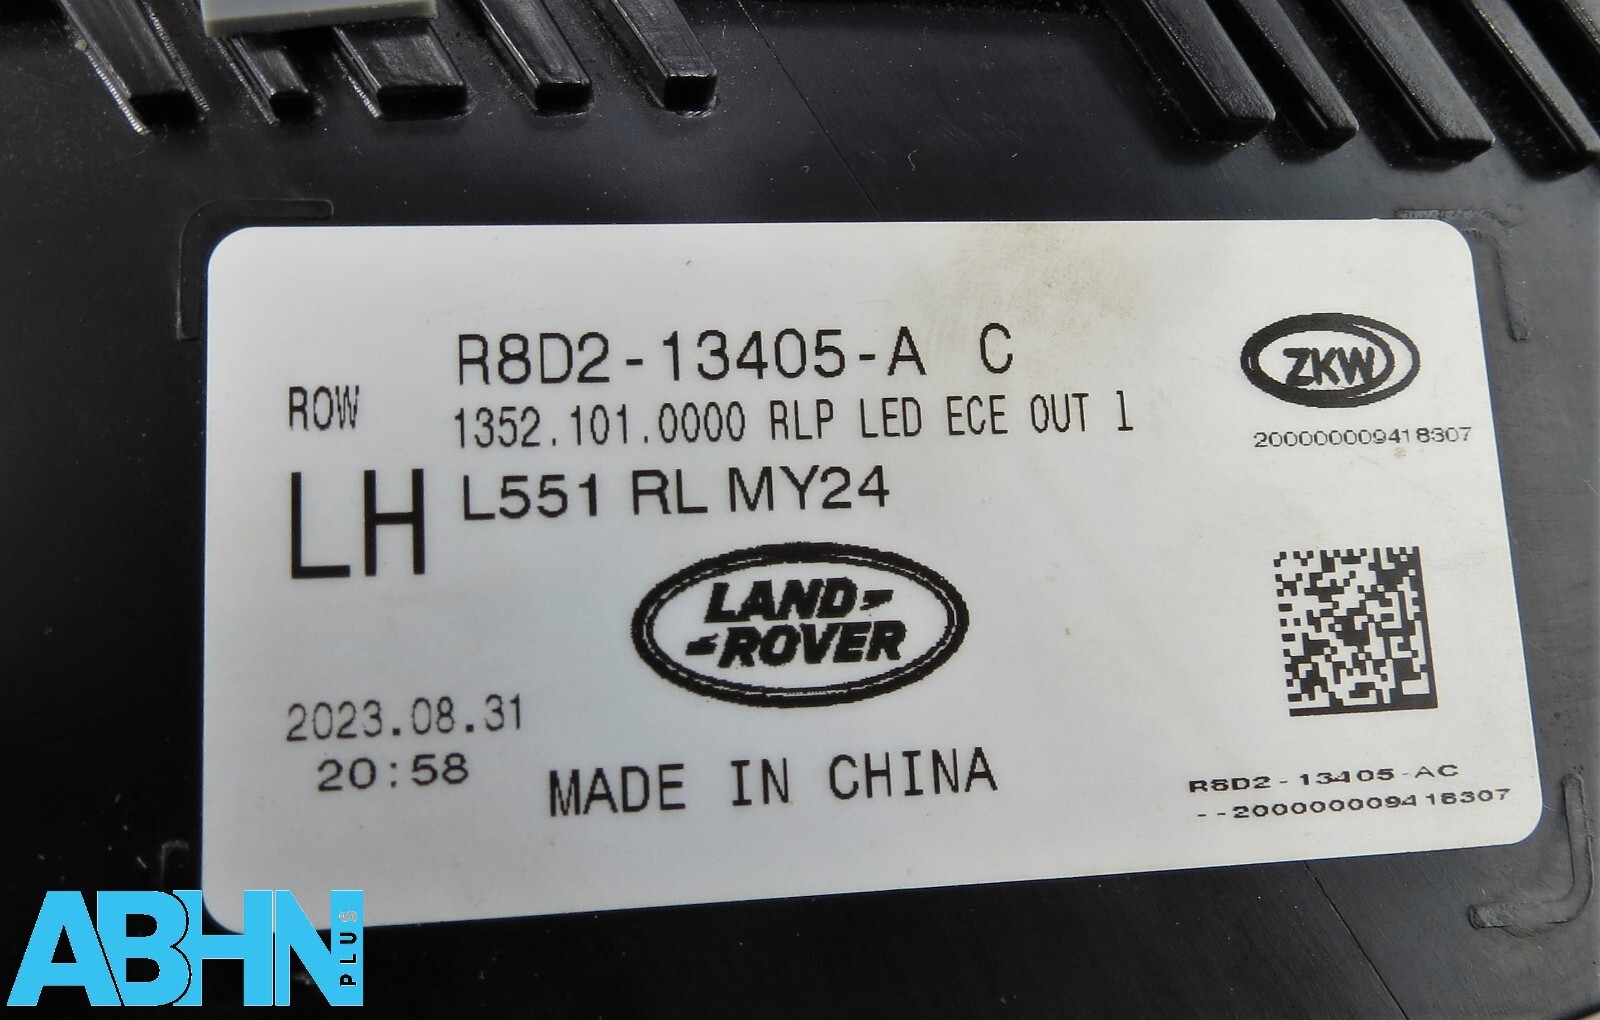 R8D2-13405-A C
ROW
1352.101.0000 RLP LED ECE OUT 1
LH L551 RL MY24
ZKW
200000009418307
LAND-
-ROVER
2023.08.31
20:58
MADE IN CHINA
R8D2-13405-AC
--200000009418307
ABHN PLUS